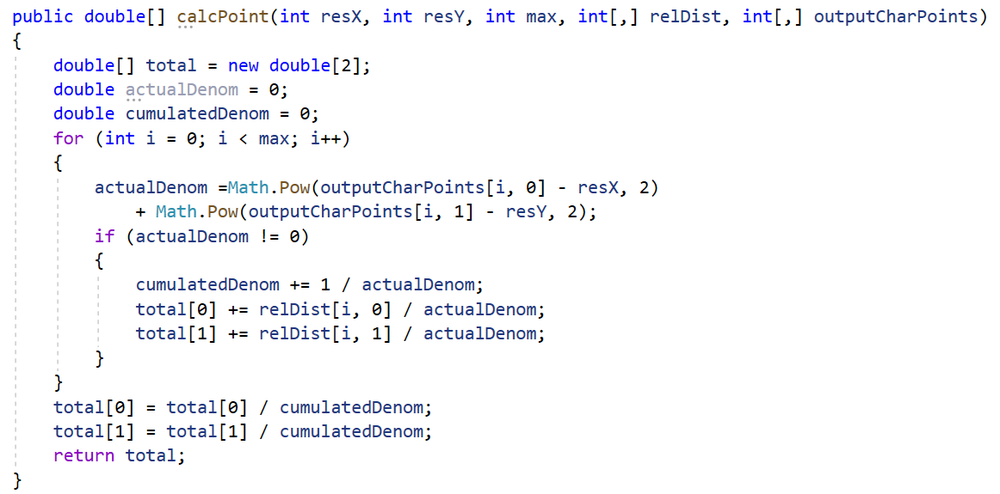 public double[] calcPoint(int resX, int resY, int max, int[,] relDist, int[,] outputCharPoints)
{
    double[] total = new double[2];
    double actualDenom = 0;
    double cumulatedDenom = 0;
    for (int i = 0; i < max; i++)
    {
        actualDenom =Math.Pow(outputCharPoints[i, 0] - resX, 2)
            + Math.Pow(outputCharPoints[i, 1] - resY, 2);
        if (actualDenom != 0)
        {
            cumulatedDenom += 1 / actualDenom;
            total[0] += relDist[i, 0] / actualDenom;
            total[1] += relDist[i, 1] / actualDenom;
        }
    }
    total[0] = total[0] / cumulatedDenom;
    total[1] = total[1] / cumulatedDenom;
    return total;
}